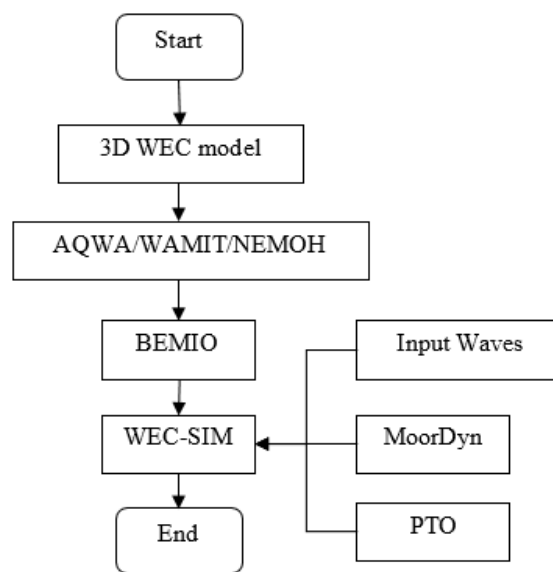 Start
3D WEC model
AQWA/WAMIT/NEMOH
BEMIO
Input Waves
WEC-SIM
MoorDyn
End
PTO